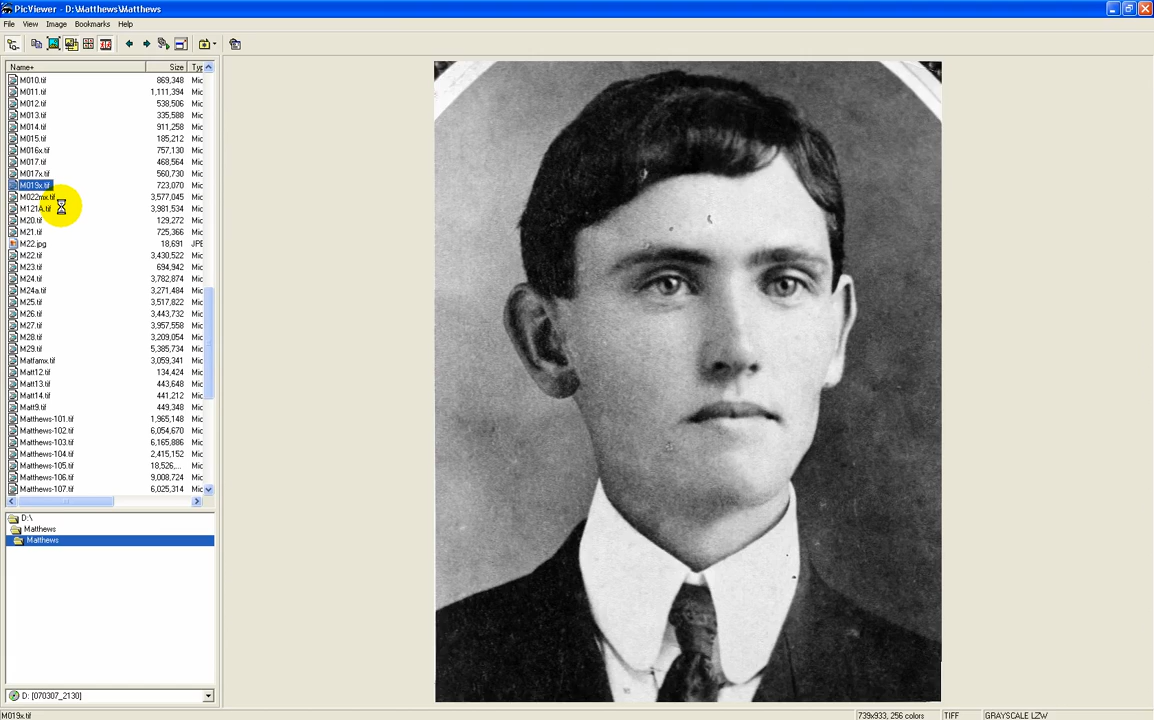 PicViewer - D:\Matthews\Matthews
File View Image Bookmarks Help
Name+ Size Typ
M010.tif 869,348 Mic
M011.tif 1,111,394 Mic
M012.tif 538,506 Mic
M013.tif 335,588 Mic
M014.tif 911,258 Mic
M015.tif 185,212 Mic
M016x.tif 757,130 Mic
M017.tif 468,564 Mic
M017x.tif 560,730 Mic
M019x.tif 723,070 Mic
M022mx.tif 3,577,045 Mic
M121A.tif 3,981,534 Mic
M20.tif 129,272 Mic
M21.tif 725,366 Mic
M22.jpg 18,691 JPE
M22.tif 3,430,522 Mic
M23.tif 694,942 Mic
M24.tif 3,782,874 Mic
M24a.tif 3,271,484 Mic
M25.tif 3,517,822 Mic
M26.tif 3,443,732 Mic
M27.tif 3,957,558 Mic
M28.tif 3,209,054 Mic
M29.tif 5,385,734 Mic
Matfamx.tif 3,059,341 Mic
Matt12.tif 134,424 Mic
Matt13.tif 443,648 Mic
Matt14.tif 441,212 Mic
Matt9.tif 449,348 Mic
Matthews-101.tif 1,965,148 Mic
Matthews-102.tif 6,054,670 Mic
Matthews-103.tif 6,165,886 Mic
Matthews-104.tif 2,415,152 Mic
Matthews-105.tif 18,526,... Mic
Matthews-106.tif 9,008,724 Mic
Matthews-107.tif 6,025,314 Mic
D:\
Matthews
Matthews
D: [070307_2130]
M019x.tif 739x933, 256 colors TIFF GRAYSCALE LZW